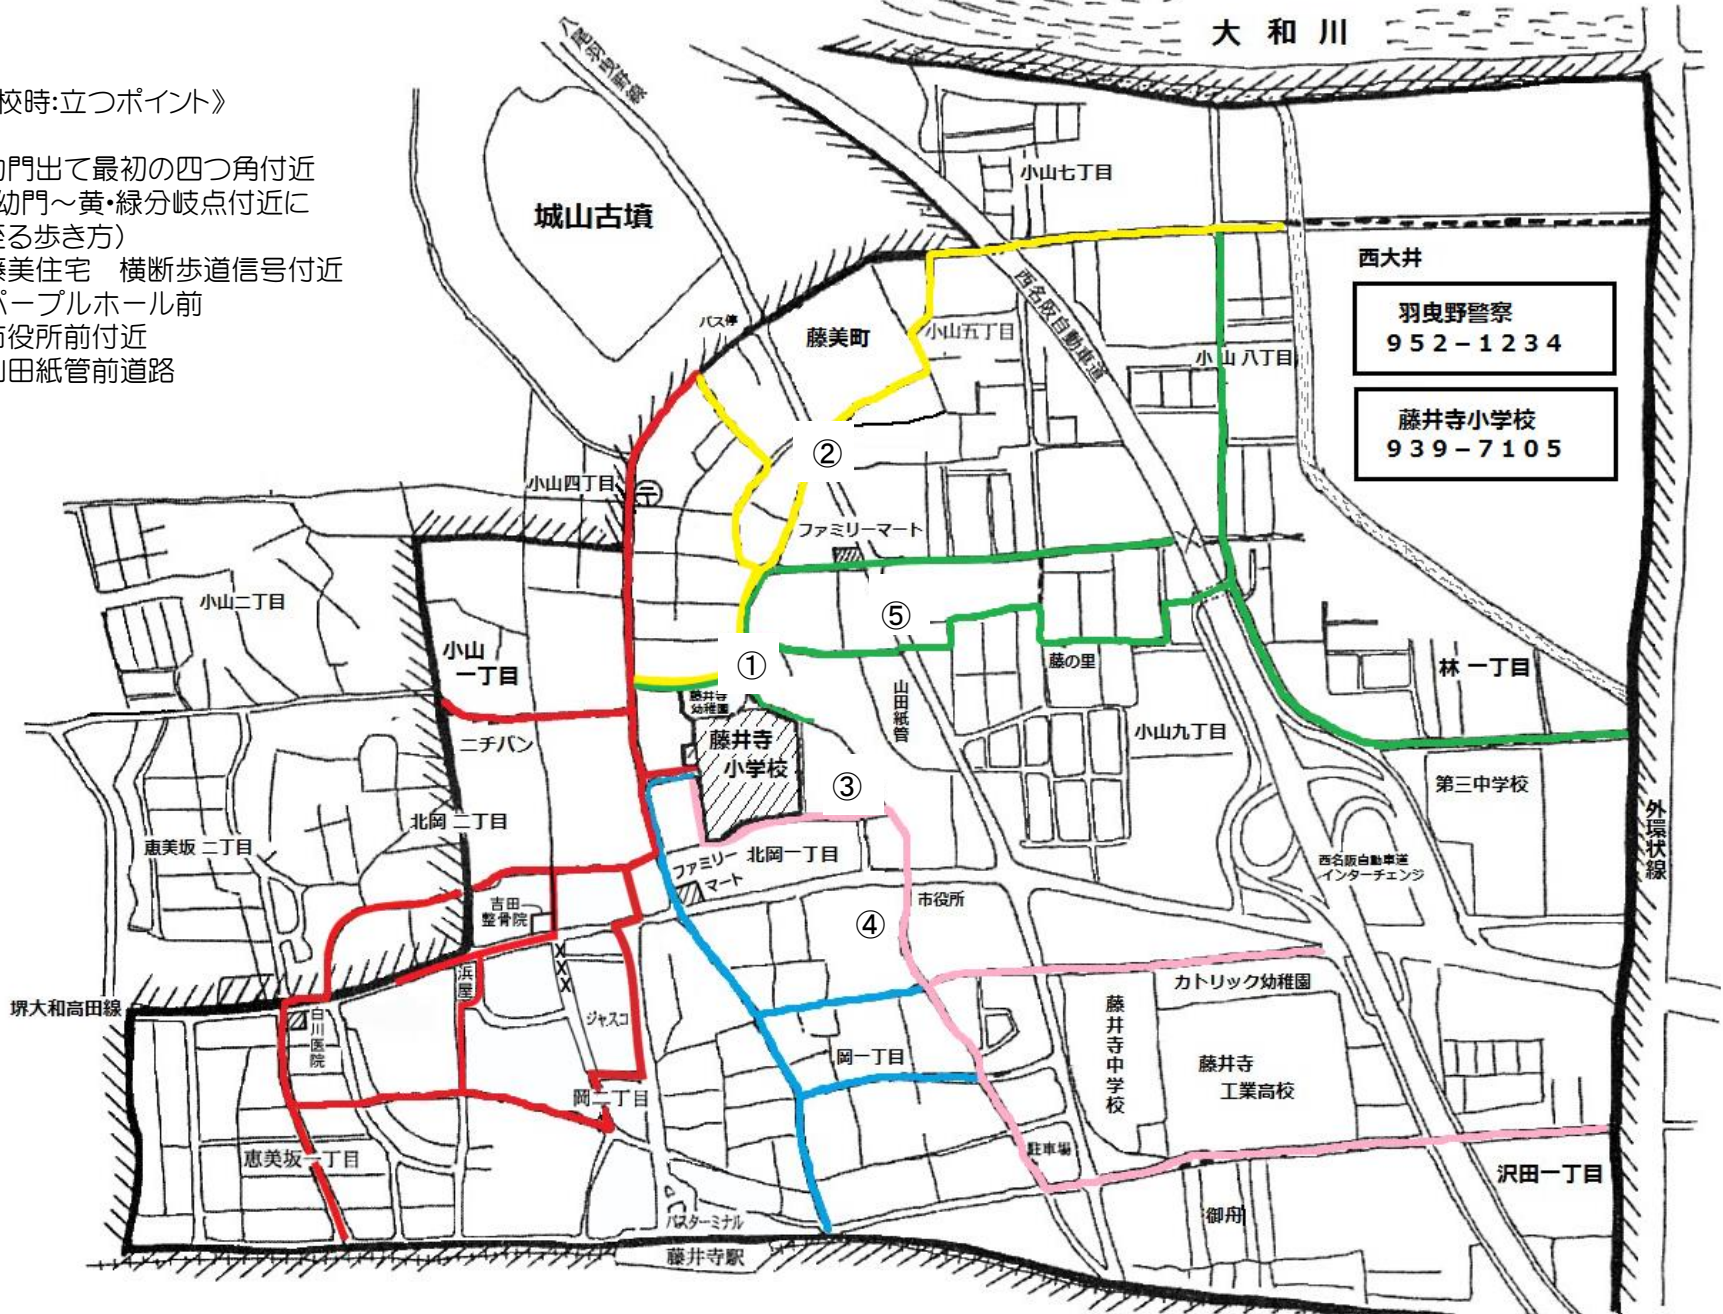 校時:立つポイント》
幼門出て最初の四つ角付近
幼門～黄・緑分岐点付近に
至る歩き方）
藤美住宅　横断歩道信号付近
パープルホール前
市役所前付近
山田紙管前道路
大和川
八尾羽曳野線
城山古墳
小山七丁目
西大井
羽曳野警察
952－1234
藤井寺小学校
939－7105
バス停
藤美町
小山五丁目
西名阪自動車道
小山八丁目
②
小山四丁目
〒
ファミリーマート
小山二丁目
⑤
小山
一丁目
①
藤の里
林一丁目
藤井寺
幼稚園
山田紙管
ニチバン
藤井寺
小学校
小山九丁目
③
第三中学校
北岡二丁目
恵美坂二丁目
ファミリー
マート
北岡一丁目
西名阪自動車道
インターチェンジ
外環状線
吉田
整骨院
市役所
④
浜屋
XXX
カトリック幼稚園
堺大和高田線
白川医院
ジャスコ
藤井寺中学校
岡一丁目
藤井寺
工業高校
岡二丁目
恵美坂一丁目
駐車場
沢田一丁目
御舟
バスターミナル
藤井寺駅